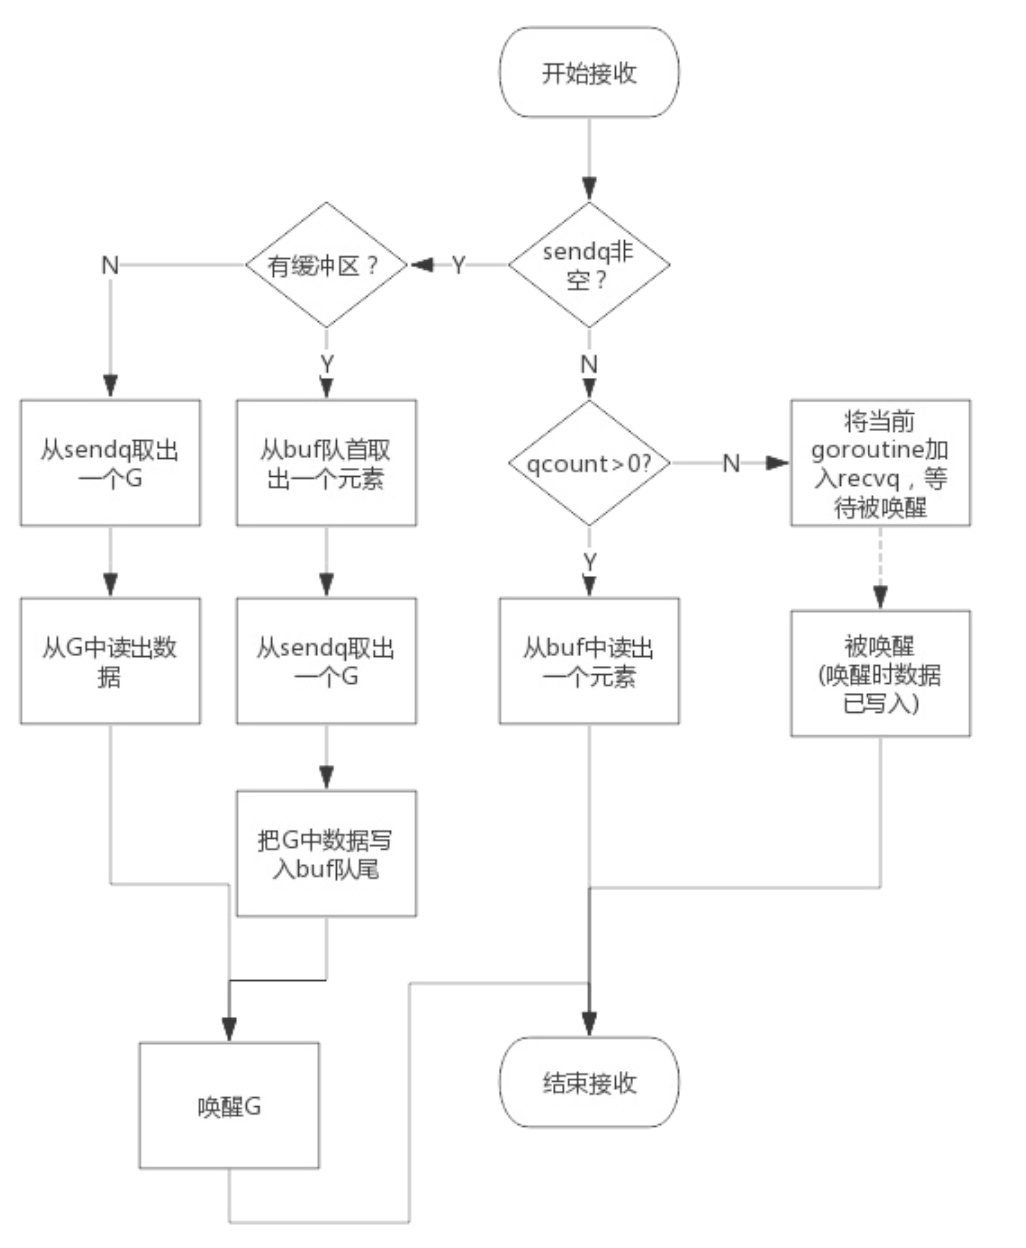 开始接收
sendq非
空？
Y
有缓冲区？
N
Y
N
从sendq取出
一个G
从buf队首取
出一个元素
qcount>0?
N
将当前
goroutine加
入recvq，等
待被唤醒
Y
从G中读出数
据
从sendq取出
一个G
从buf中读出
一个元素
被唤醒
(唤醒时数据
已写入)
把G中数据写
入buf队尾
唤醒G
结束接收